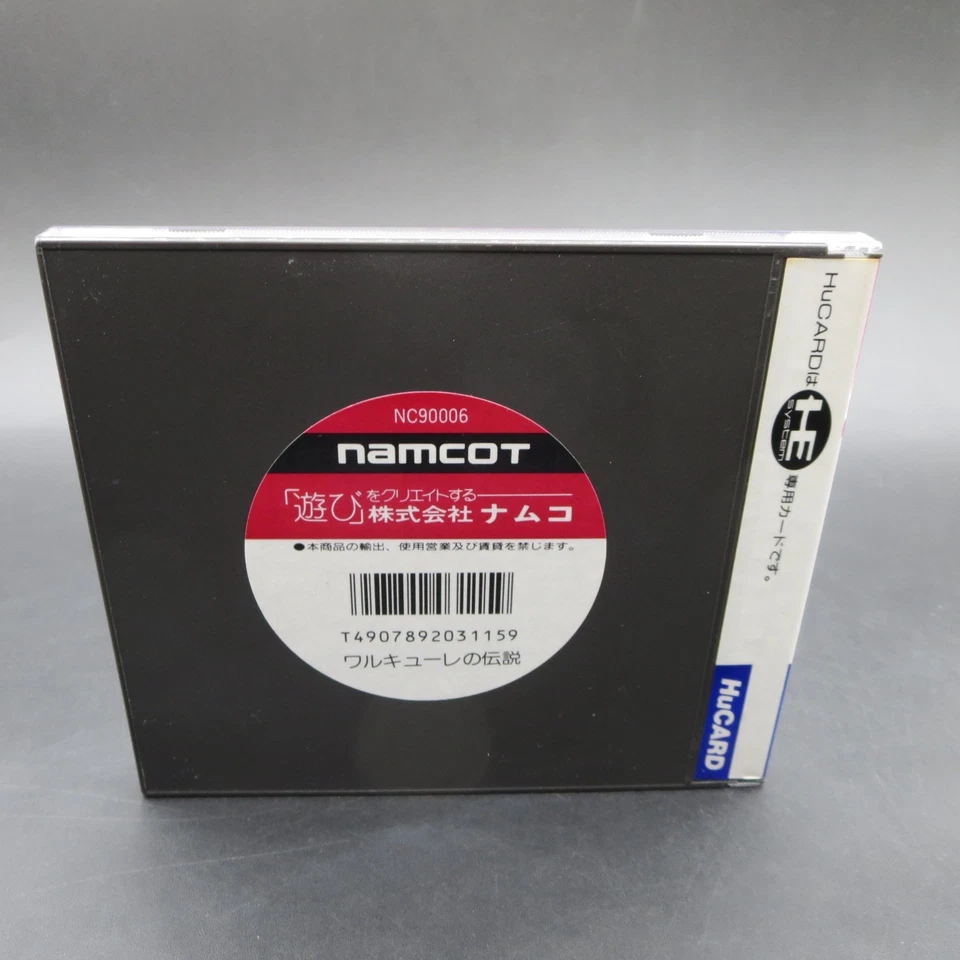 NC90006
namcot
「遊び」をクリエイトする
株式会社 ナムコ
●本商品の輸出、使用営業及び賃貸を禁じます。
T4907892031159
ワルキューレの伝説
HuCARDは HE system 専用カードです。
HuCARD